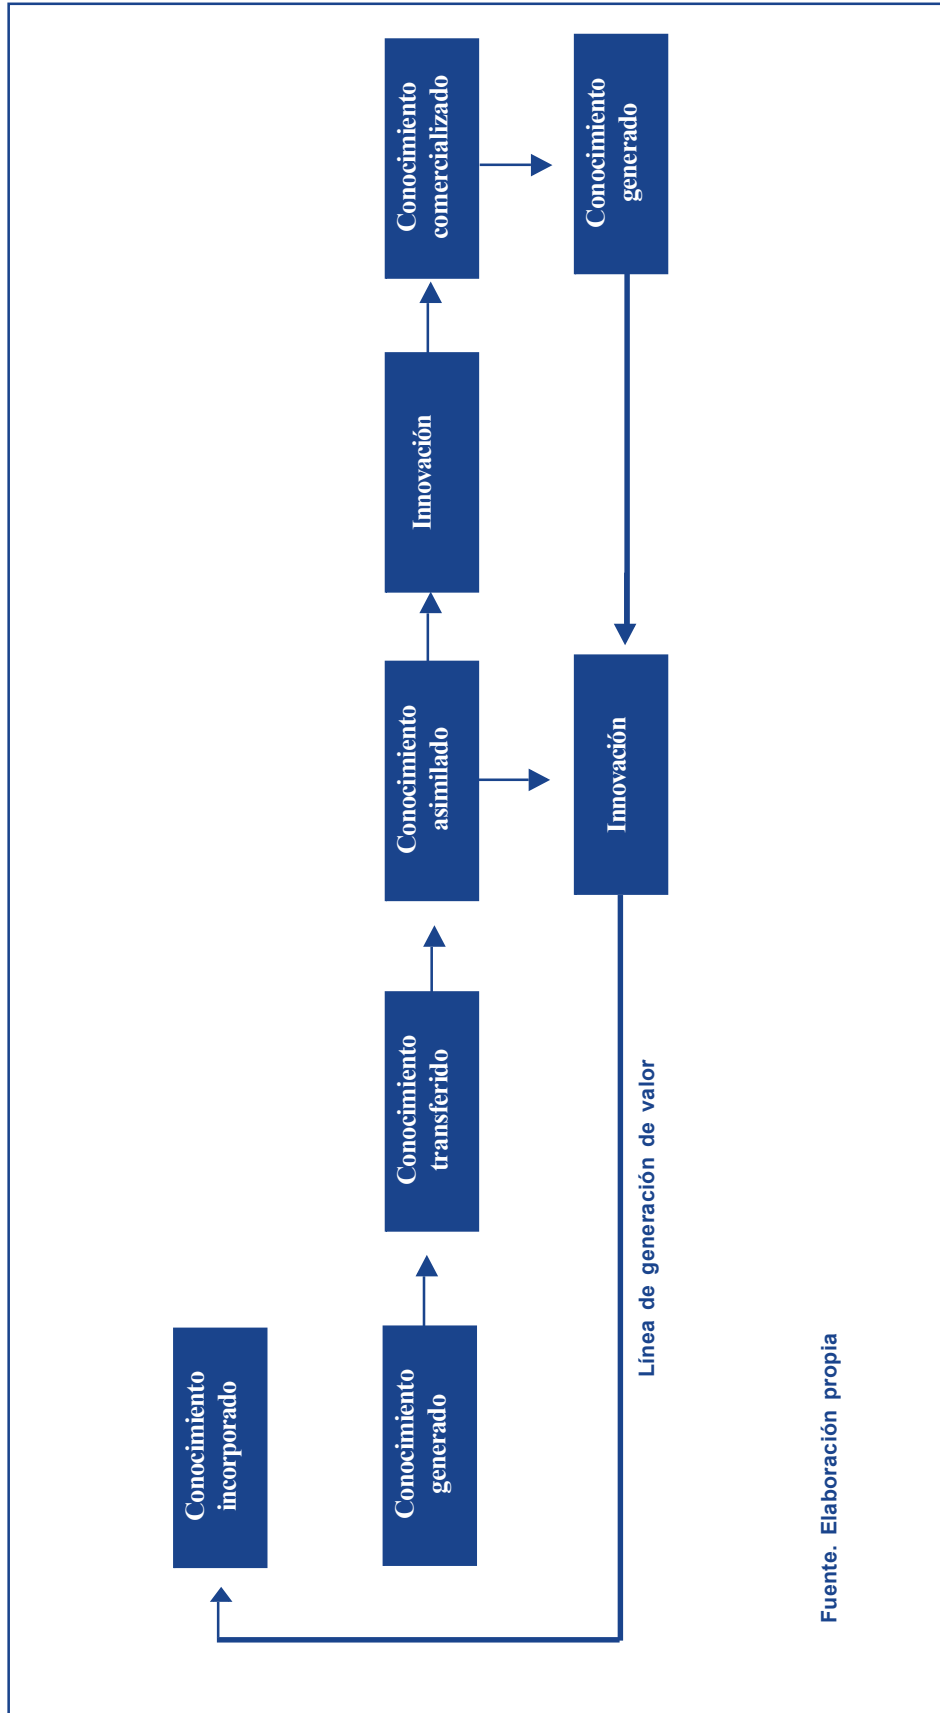 Conocimiento
incorporado
Conocimiento
generado
Conocimiento
transferido
Conocimiento
asimilado
Innovación
Conocimiento
comercializado
Innovación
Conocimiento
generado
Línea de generación de valor
Fuente. Elaboración propia